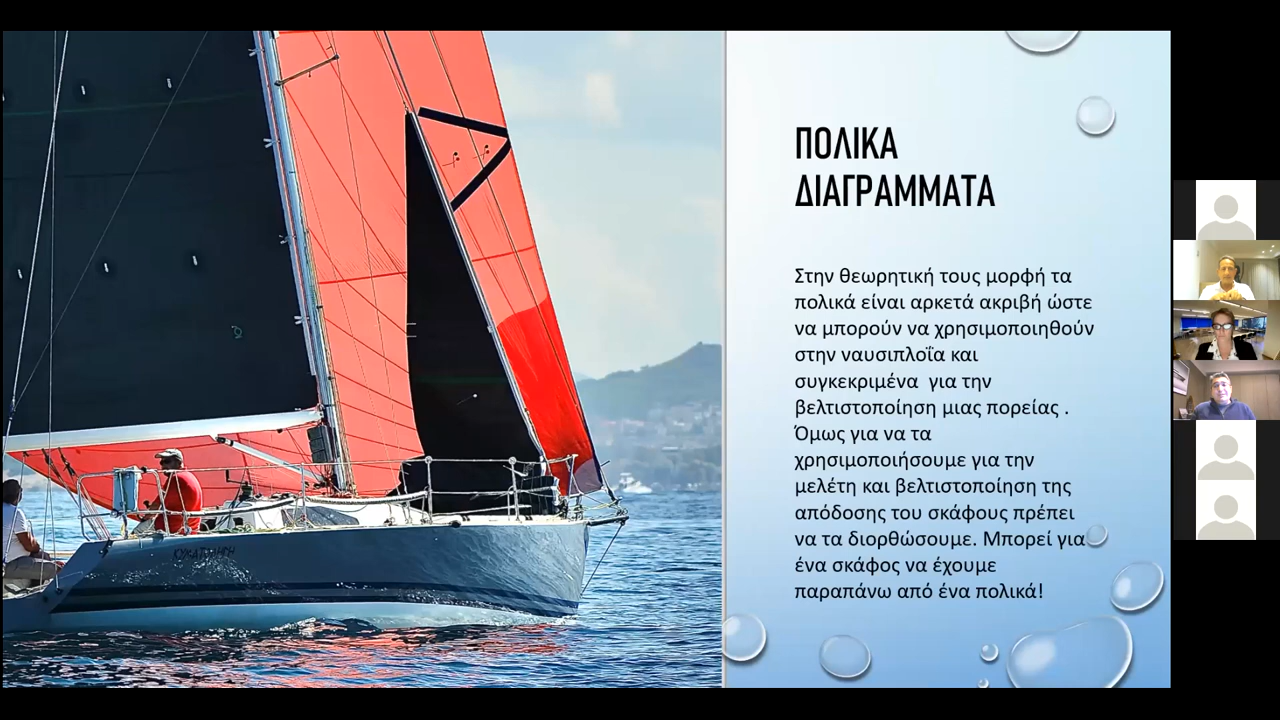 ΠΟΛΙΚΑ
ΔΙΑΓΡΑΜΜΑΤΑ
Στην θεωρητική τους μορφή τα
πολικά είναι αρκετά ακριβή ώστε
να μπορούν να χρησιμοποιηθούν
στην ναυσιπλοΐα και
συγκεκριμένα για την
βελτιστοποίηση μιας πορείας .
Όμως για να τα
χρησιμοποιήσουμε για την
μελέτη και βελτιστοποίηση της
απόδοσης του σκάφους πρέπει
να τα διορθώσουμε. Μπορεί για
ένα σκάφος να έχουμε
παραπάνω από ένα πολικά!